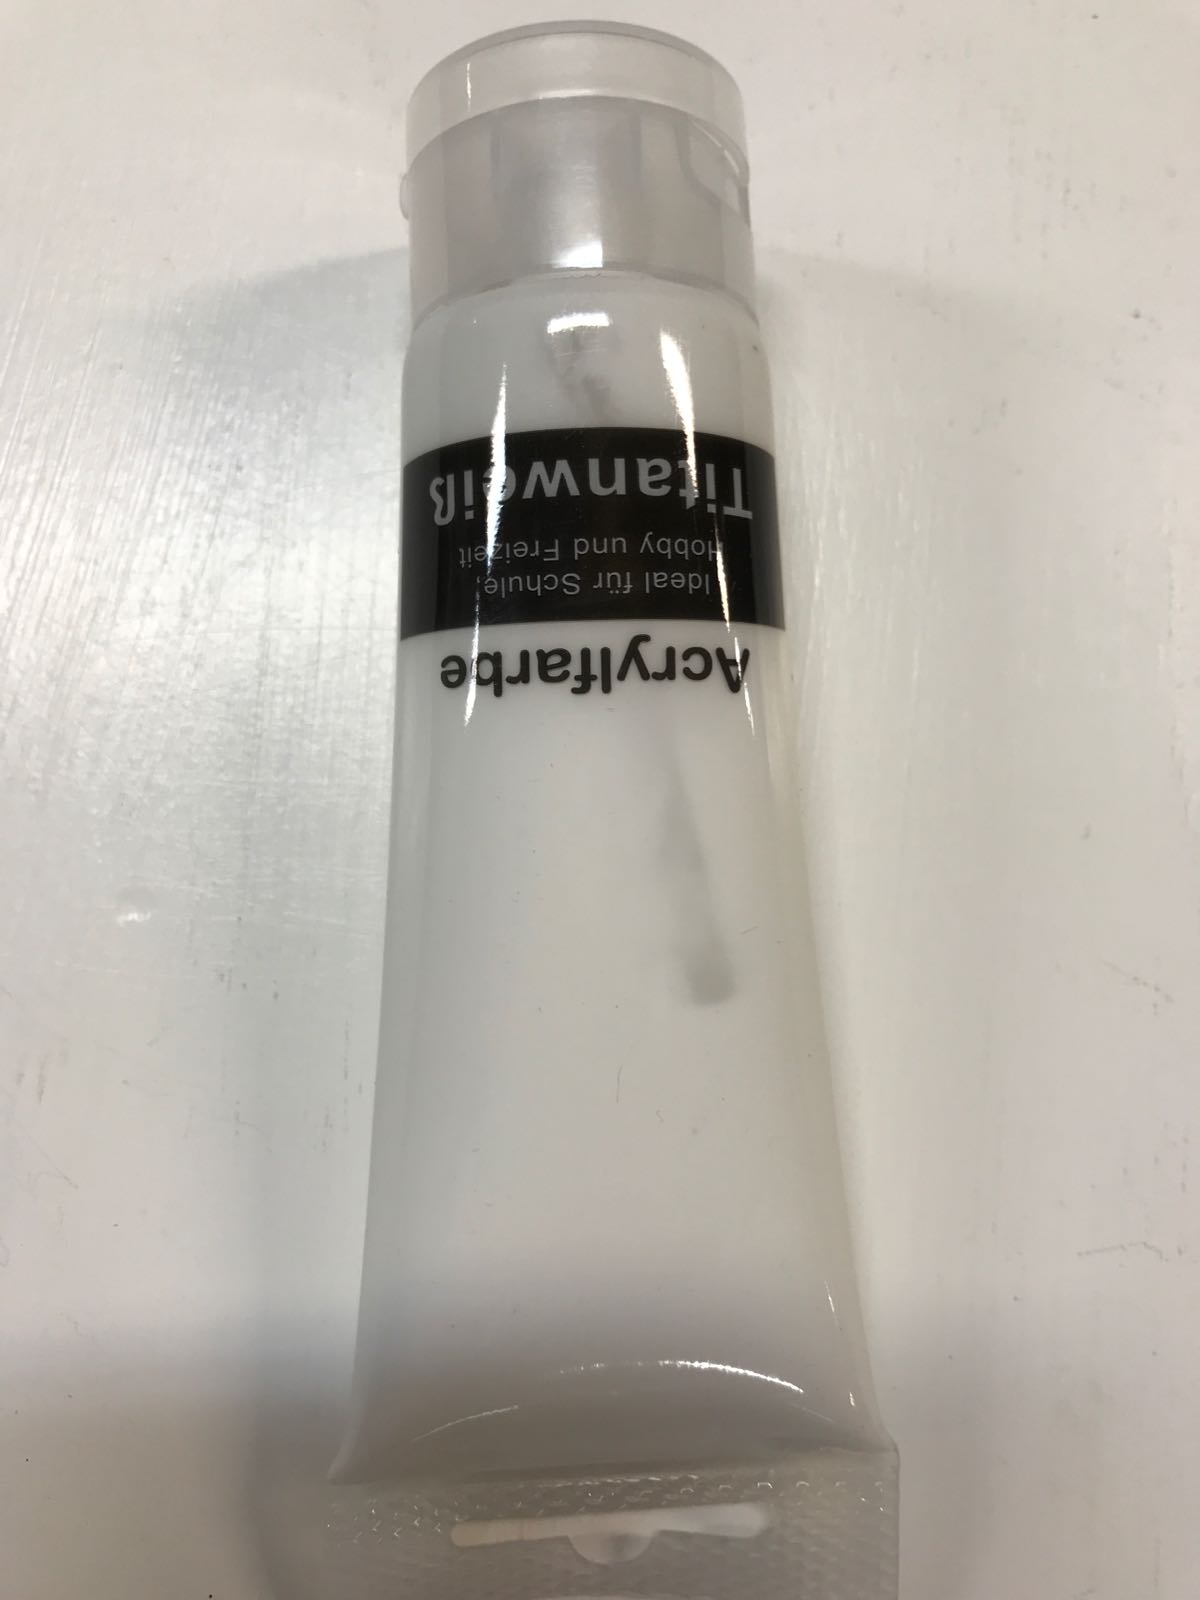 Acrylfarbe
Ideal für Schule,
Hobby und Freizeit
Titanweiß